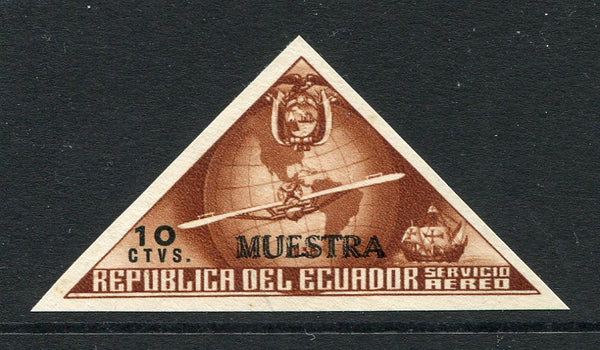 10
CTVS.
MUESTRA
REPUBLICA DEL ECUADOR SERVICIO
AEREO